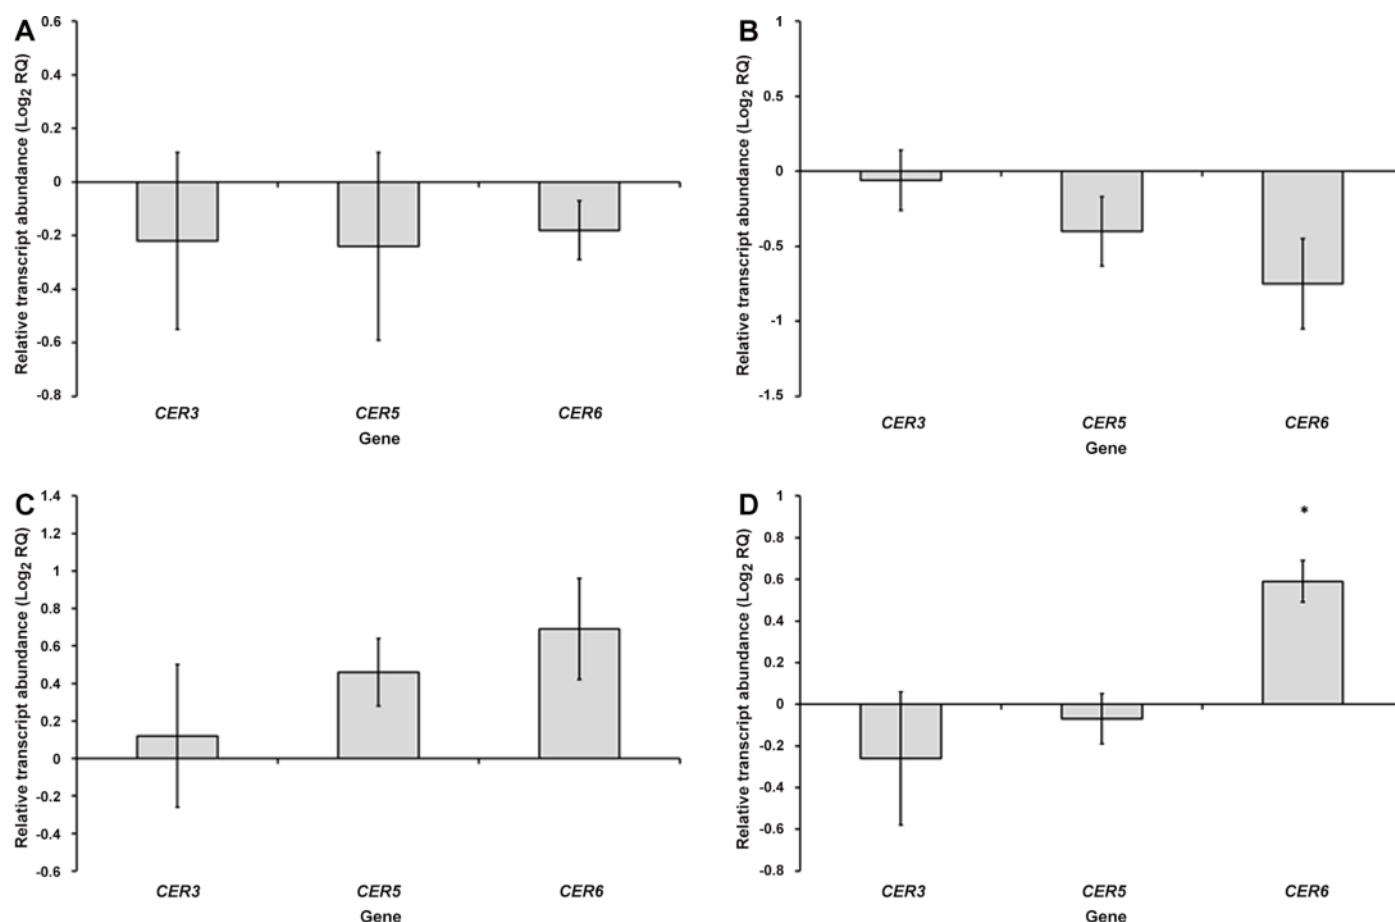 A
Relative transcript abundance (Log2 RQ)
0.6
0.4
0.2
0
-0.2
-0.4
-0.6
-0.8
CER3 CER5 CER6
Gene
B
Relative transcript abundance (Log2 RQ)
1
0.5
0
-0.5
-1
-1.5
CER3 CER5 CER6
Gene
C
Relative transcript abundance (Log2 RQ)
1.4
1.2
1
0.8
0.6
0.4
0.2
0
-0.2
-0.4
-0.6
CER3 CER5 CER6
Gene
D
Relative transcript abundance (Log2 RQ)
1
0.8
0.6
0.4
0.2
0
-0.2
-0.4
-0.6
-0.8
*
CER3 CER5 CER6
Gene